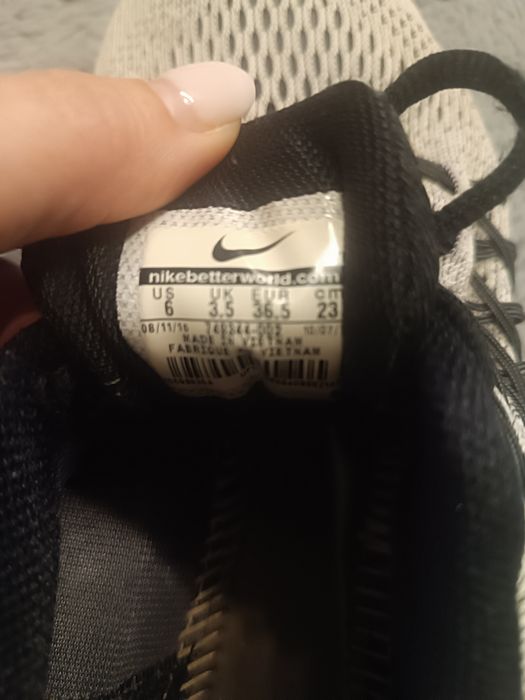 nikebetterworld.com
US UK EUR cm
6 3.5 36.5 23
08/11/16
MADE IN VIETNAM
FABRIQUE VIETNAM